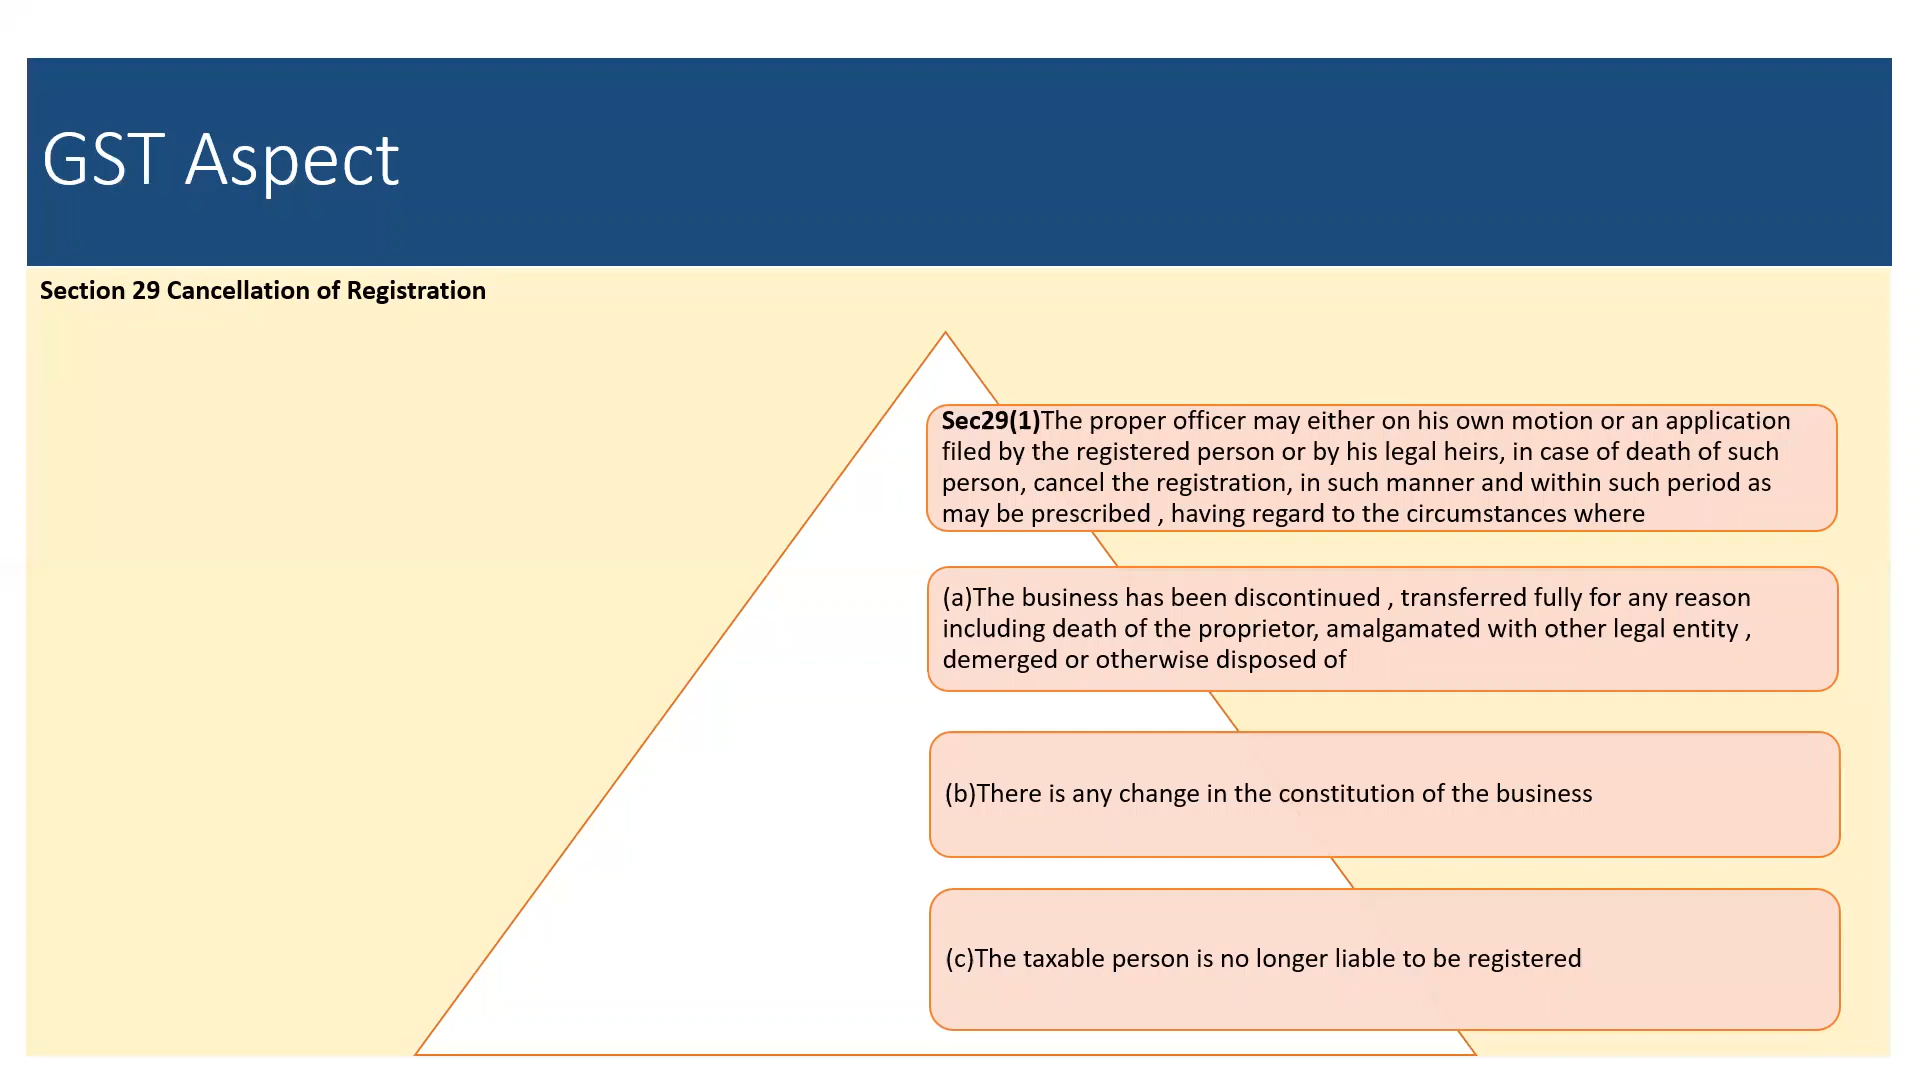 GST Aspect
Section 29 Cancellation of Registration
Sec29(1)The proper officer may either on his own motion or an application
filed by the registered person or by his legal heirs, in case of death of such
person, cancel the registration, in such manner and within such period as
may be prescribed , having regard to the circumstances where
(a)The business has been discontinued , transferred fully for any reason
including death of the proprietor, amalgamated with other legal entity ,
demerged or otherwise disposed of
(b)There is any change in the constitution of the business
(c)The taxable person is no longer liable to be registered